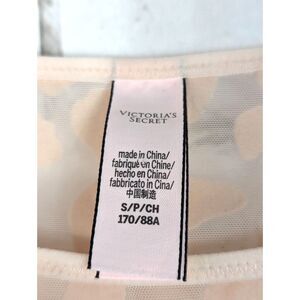 VICTORIA'S
SECRET
made in China/
fabriqué en Chine/
hecho en China/
fabbricato in Cina/
中国制造
S/P/CH
170/88A